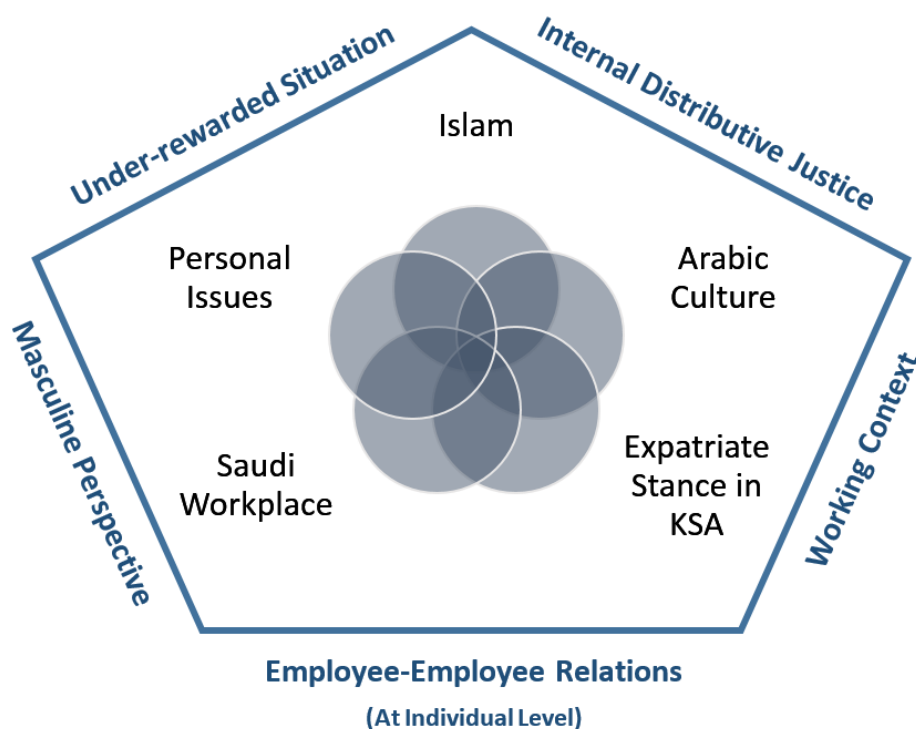 Under-rewarded Situation
Internal Distributive Justice
Islam
Personal
Issues
Arabic
Culture
Masculine Perspective
Working Context
Saudi
Workplace
Expatriate
Stance in
KSA
Employee-Employee Relations
(At Individual Level)